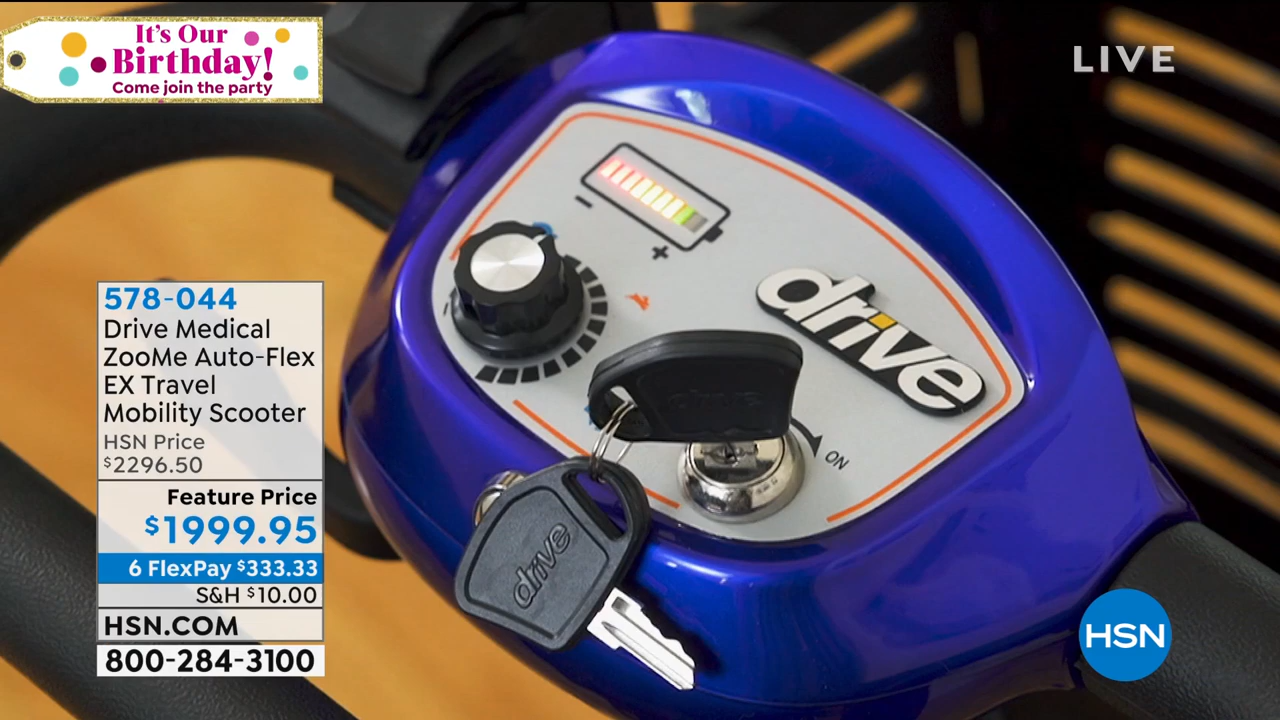 It's Our
Birthday!
Come join the party
LIVE
- +
drive
ON
drive
578-044
Drive Medical
ZooMe Auto-Flex
EX Travel
Mobility Scooter
HSN Price
$2296.50
Feature Price
$1999.95
6 FlexPay $333.33
S&H $10.00
HSN.COM
800-284-3100
HSN